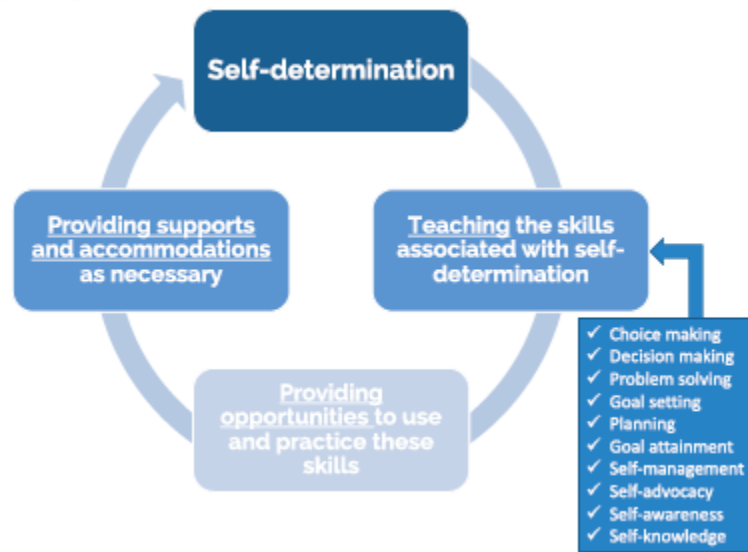 Self-determination
Providing supports
and accommodations
as necessary
Teaching the skills
associated with self-
determination
Providing
opportunities to use
and practice these
skills
✓ Choice making
✓ Decision making
✓ Problem solving
✓ Goal setting
✓ Planning
✓ Goal attainment
✓ Self-management
✓ Self-advocacy
✓ Self-awareness
✓ Self-knowledge